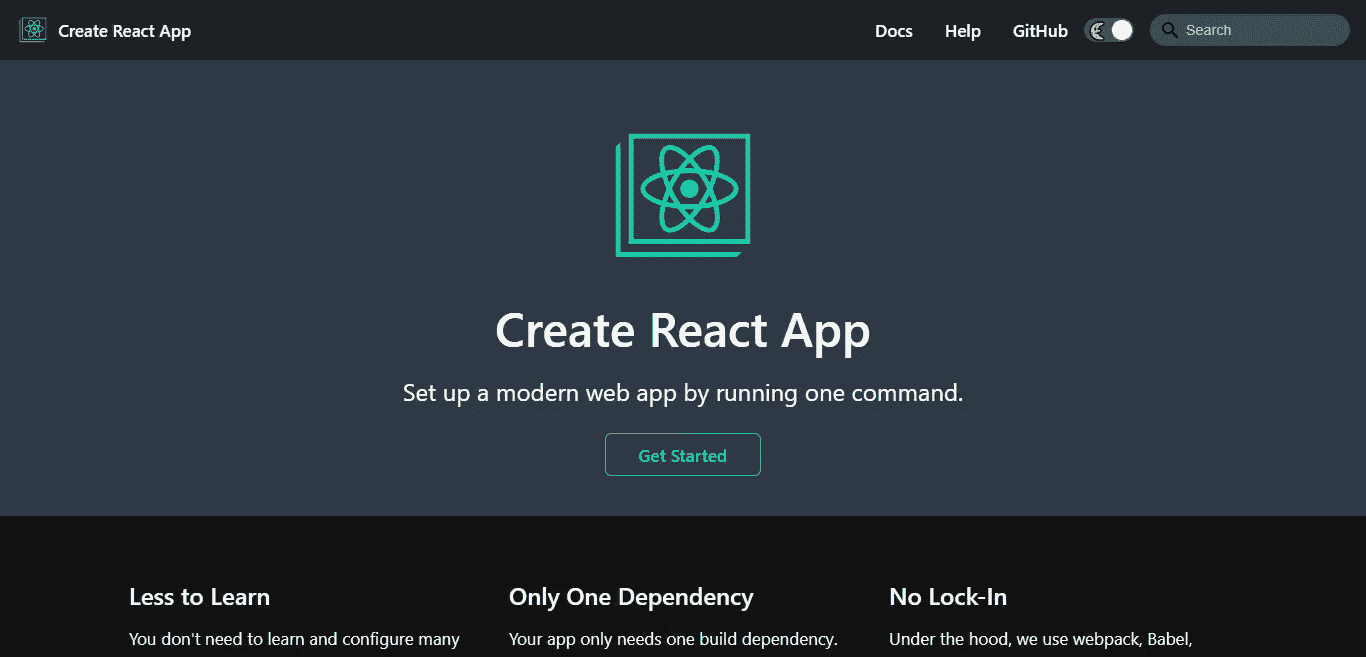 Create React App
Docs
Help
GitHub
Search
Create React App
Set up a modern web app by running one command.
Get Started
Less to Learn
You don't need to learn and configure many
Only One Dependency
Your app only needs one build dependency.
No Lock-In
Under the hood, we use webpack, Babel,